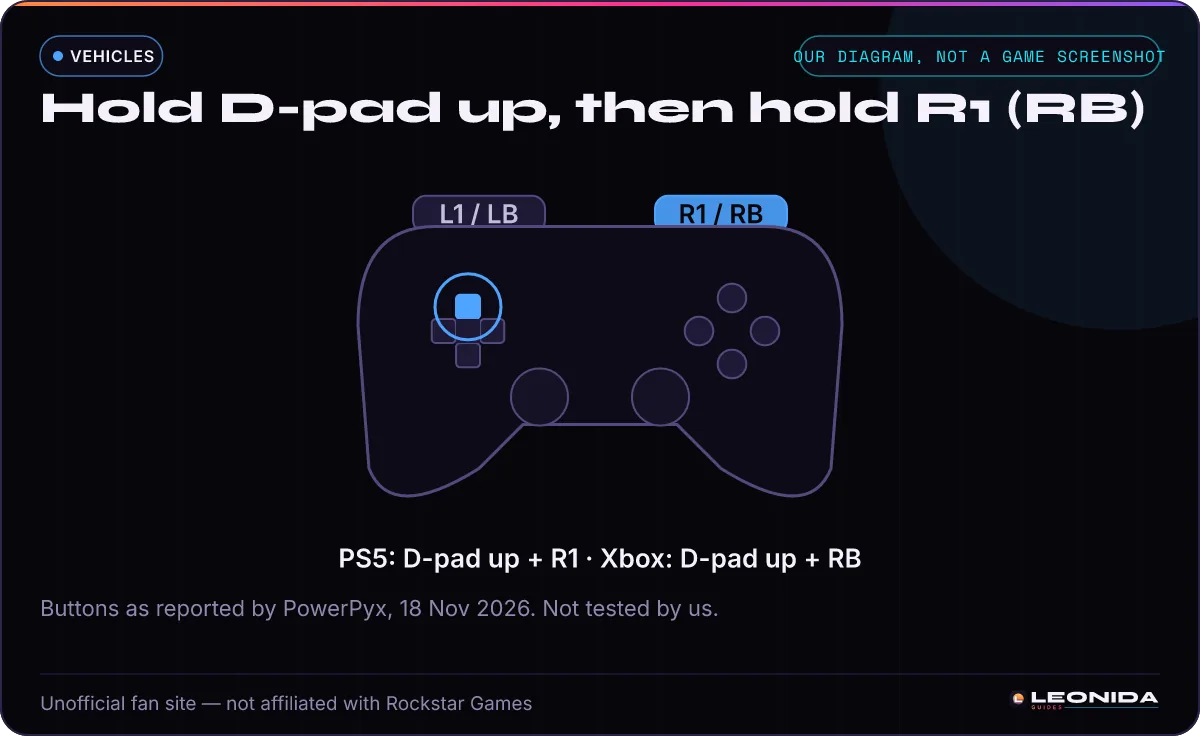 VEHICLES
OUR DIAGRAM, NOT A GAME SCREENSHOT
Hold D-pad up, then hold R1 (RB)
L1 / LB
R1 / RB
PS5: D-pad up + R1 · Xbox: D-pad up + RB
Buttons as reported by PowerPyx, 18 Nov 2026. Not tested by us.
Unofficial fan site — not affiliated with Rockstar Games
LEONIDA
GUIDES